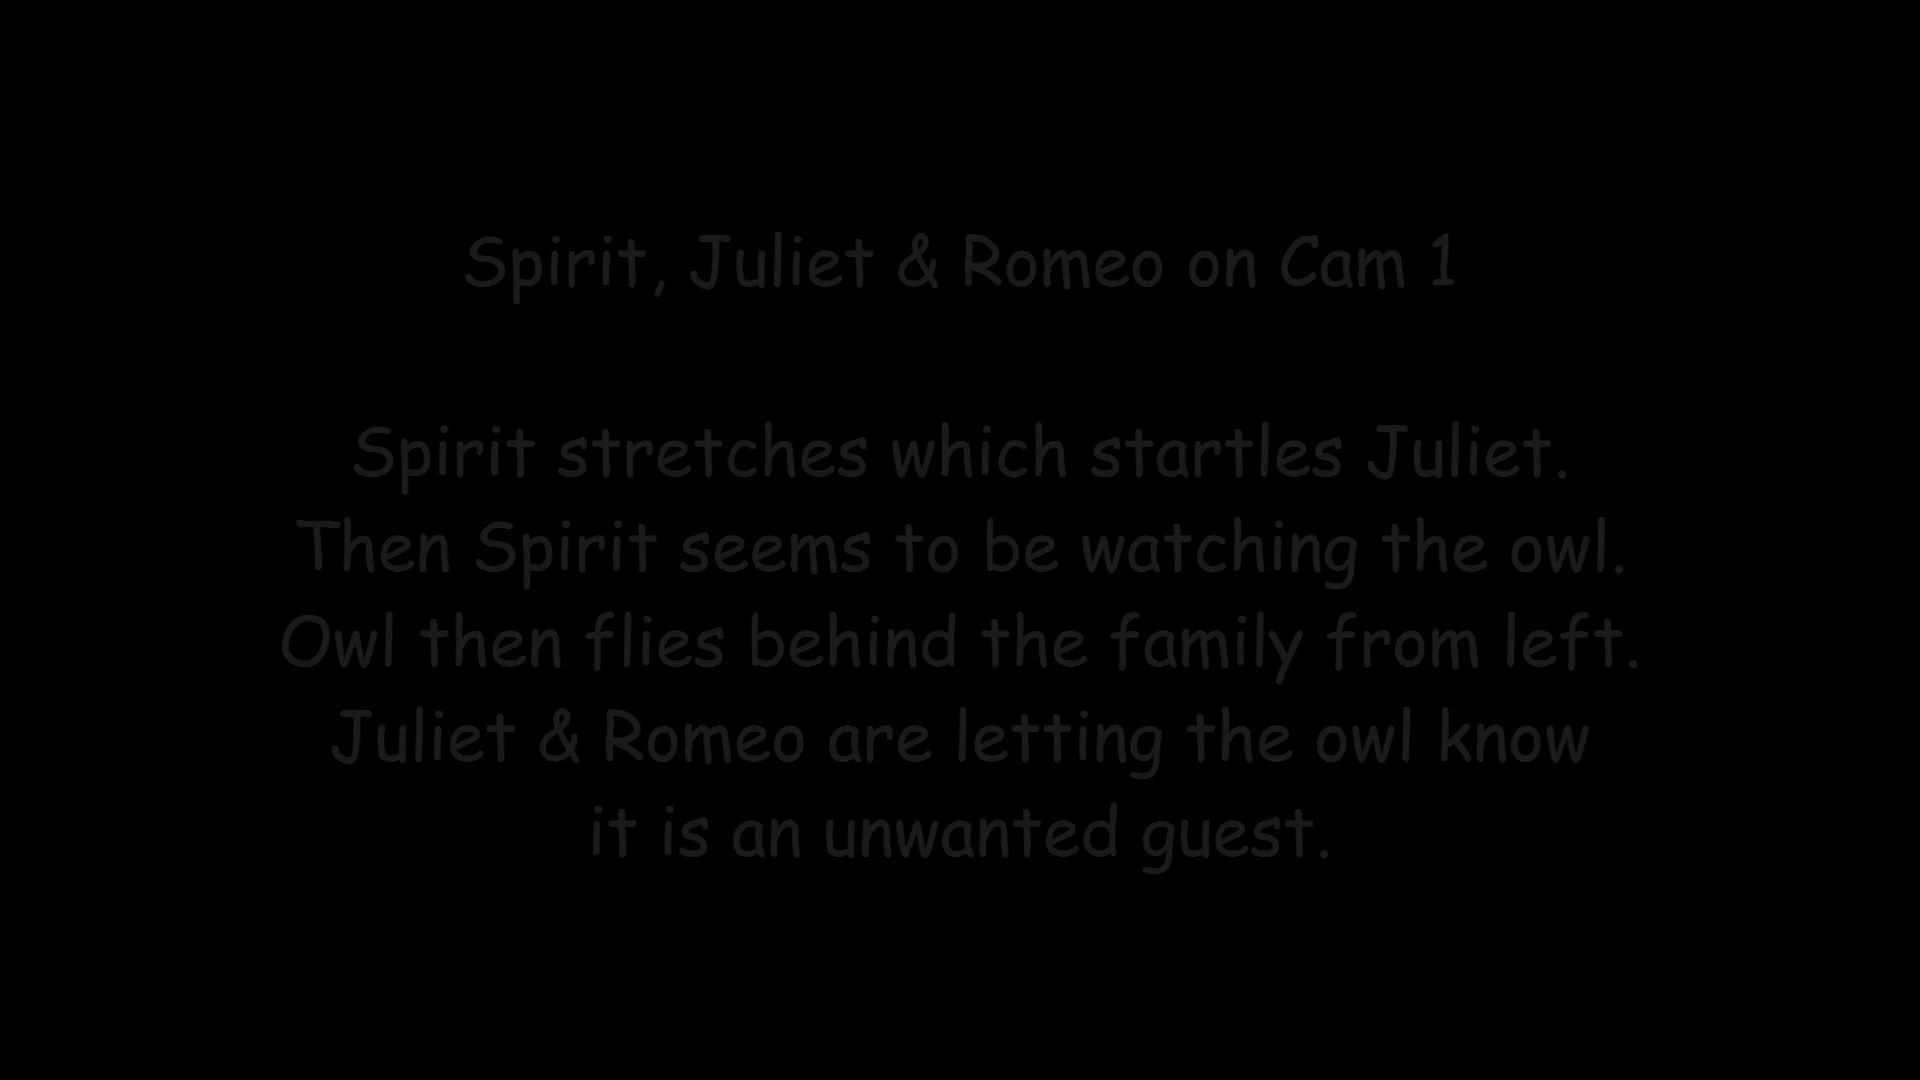 Spirit, Juliet & Romeo on Cam 1
Spirit stretches which startles Juliet.
Then Spirit seems to be watching the owl.
Owl then flies behind the family from left.
Juliet & Romeo are letting the owl know
it is an unwanted guest.